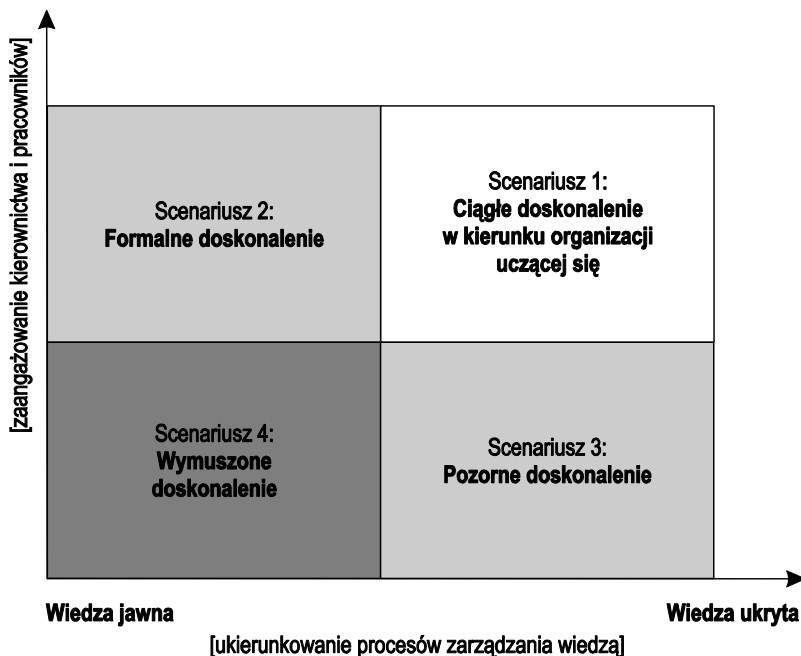 [zaangażowanie kierownictwa i pracowników]
Scenariusz 2:
Formalne doskonalenie
Scenariusz 1:
Ciągłe doskonalenie
w kierunku organizacji
uczącej się
Scenariusz 4:
Wymuszone
doskonalenie
Scenariusz 3:
Pozorne doskonalenie
Wiedza jawna
Wiedza ukryta
[ukierunkowanie procesów zarządzania wiedzą]